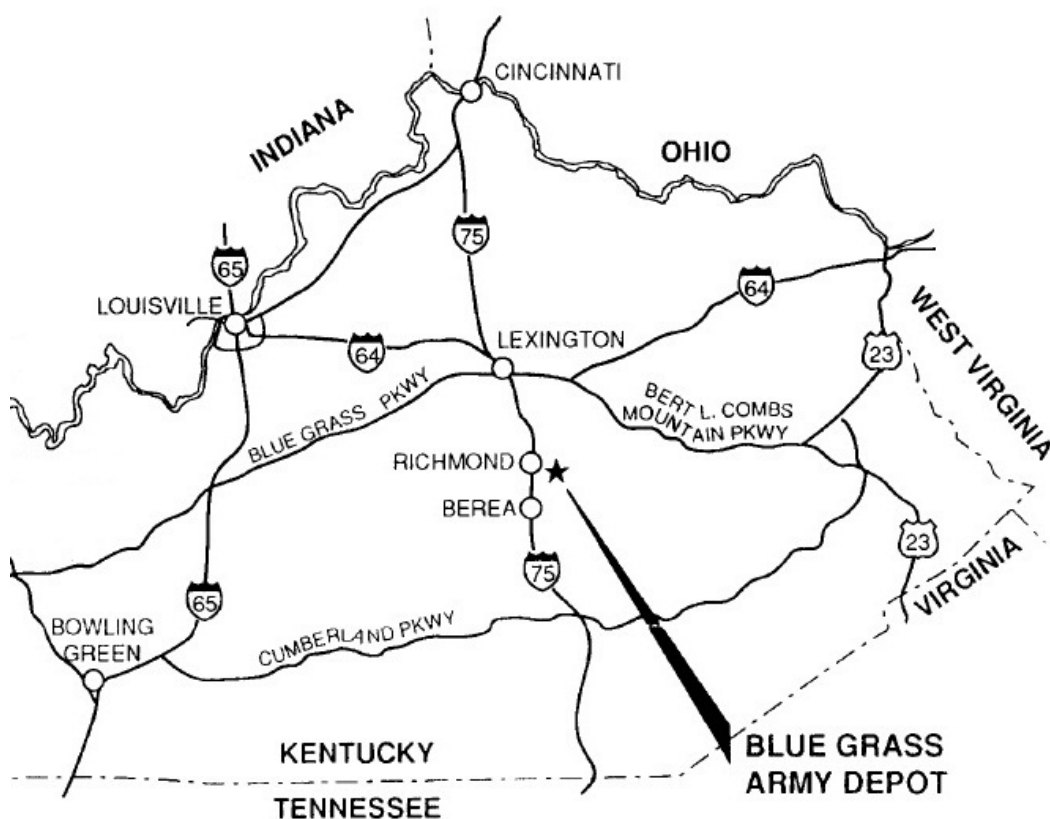 CINCINNATI
INDIANA
OHIO
75
65
64
LOUISVILLE
LEXINGTON
64
23
WEST VIRGINIA
BLUE GRASS PKWY
BERT L. COMBS
MOUNTAIN PKWY
RICHMOND
BEREA
23
VIRGINIA
75
65
BOWLING
GREEN
CUMBERLAND PKWY
KENTUCKY
TENNESSEE
BLUE GRASS
ARMY DEPOT